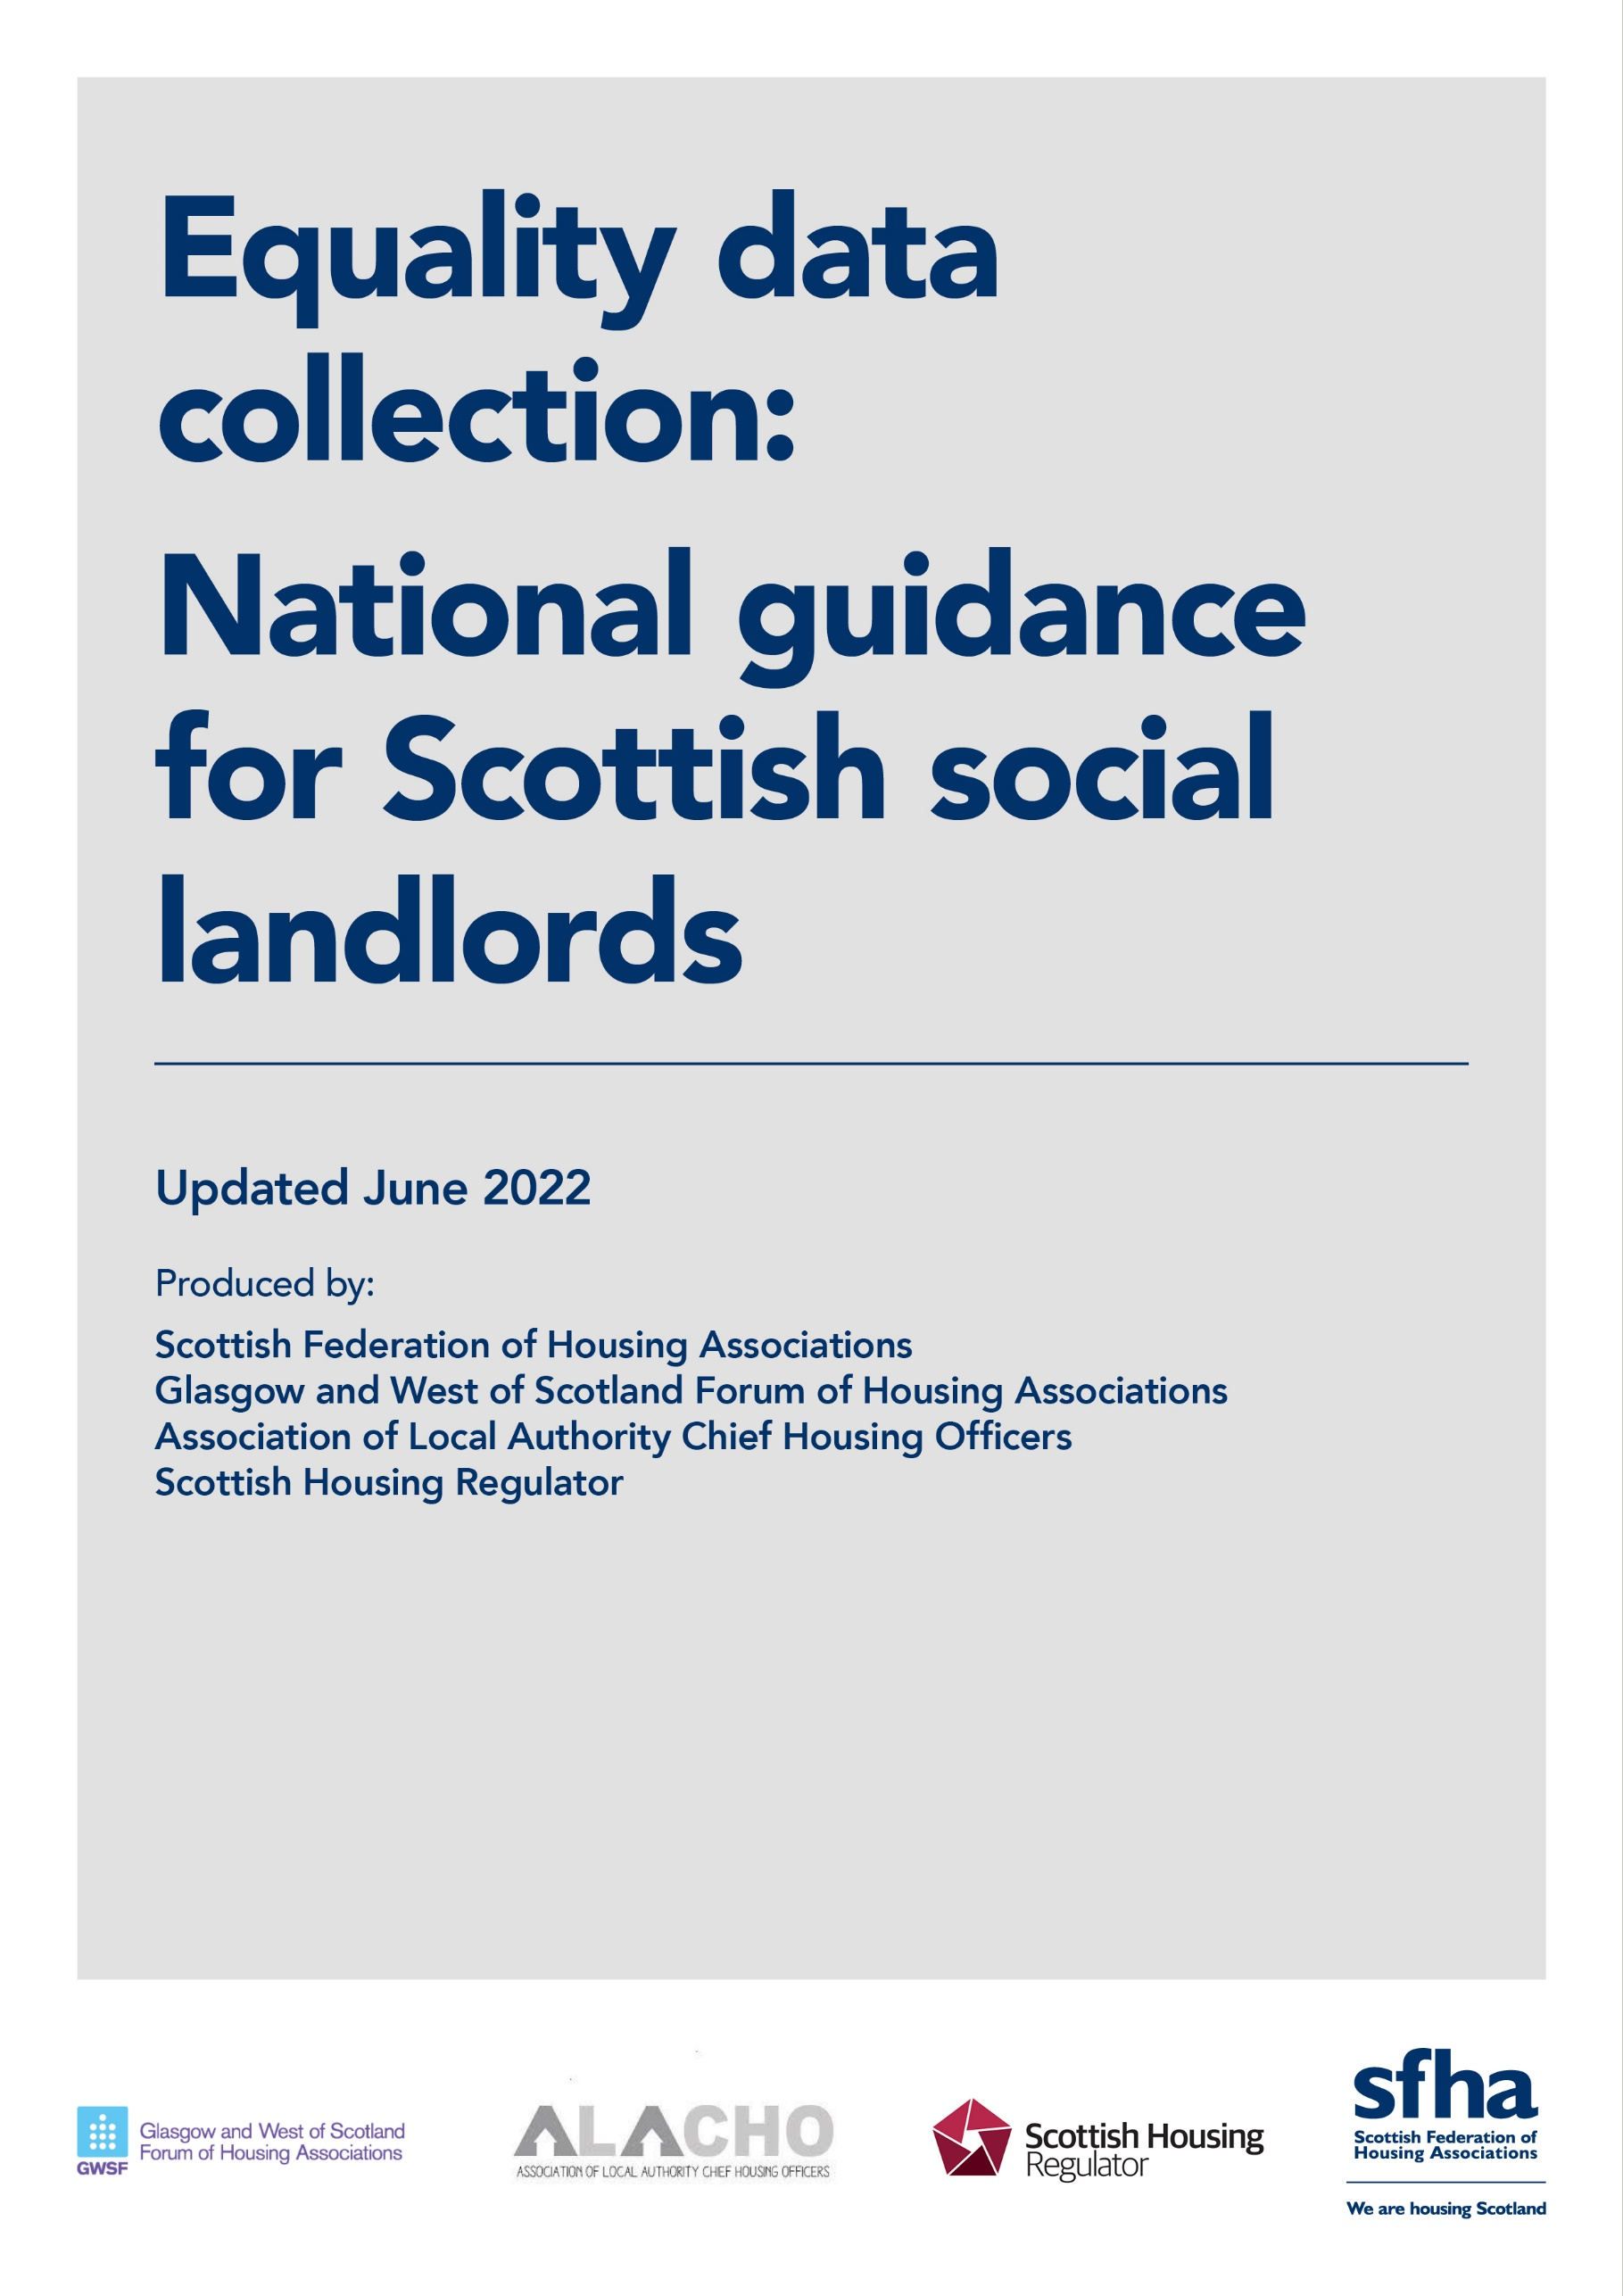 Equality data
collection:
National guidance
for Scottish social
landlords
Updated June 2022
Produced by:
Scottish Federation of Housing Associations
Glasgow and West of Scotland Forum of Housing Associations
Association of Local Authority Chief Housing Officers
Scottish Housing Regulator
GWSF
Glasgow and West of Scotland
Forum of Housing Associations
ALACHO
ASSOCIATION OF LOCAL AUTHORITY CHIEF HOUSING OFFICERS
Scottish Housing
Regulator
sfha
Scottish Federation of
Housing Associations
We are housing Scotland